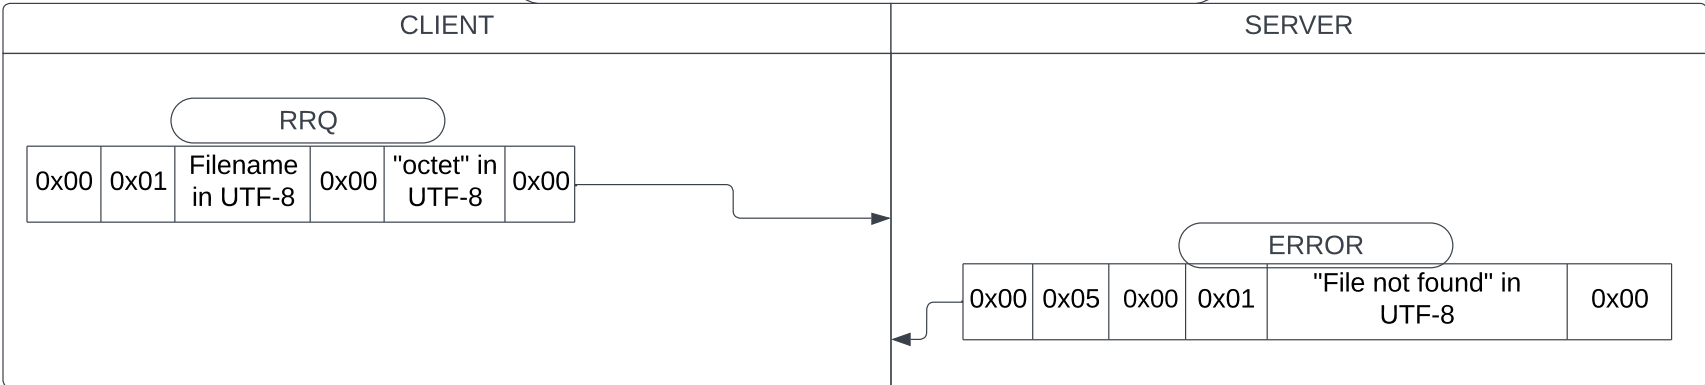 CLIENT
SERVER
RRQ
0x00
0x01
Filename
in UTF-8
0x00
"octet" in
UTF-8
0x00
ERROR
0x00
0x05
0x00
0x01
"File not found" in
UTF-8
0x00